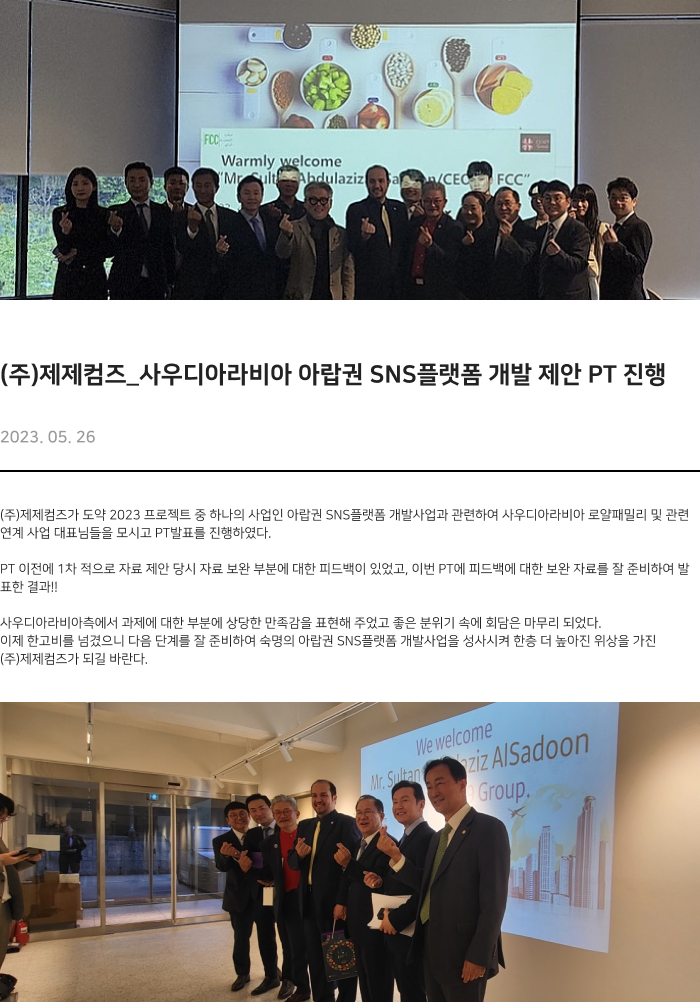 FCC
Warmly welcome
"Mr. Sultan Abdulaziz Al FCC"
(주)제제컴즈_사우디아라비아 아랍권 SNS플랫폼 개발 제안 PT 진행
2023. 05. 26
(주)제제컴즈가 도약 2023 프로젝트 중 하나의 사업인 아랍권 SNS플랫폼 개발사업과 관련하여 사우디아라비아 로얄패밀리 및 관련
연계 사업 대표님들을 모시고 PT발표를 진행하였다.
PT 이전에 1차 적으로 자료 제안 당시 자료 보완 부분에 대한 피드백이 있었고, 이번 PT에 피드백에 대한 보완 자료를 잘 준비하여 발
표한 결과!!
사우디아라비아측에서 과제에 대한 부분에 상당한 만족감을 표현해 주었고 좋은 분위기 속에 회담은 마무리 되었다.
이제 한고비를 넘겼으니 다음 단계를 잘 준비하여 숙명의 아랍권 SNS플랫폼 개발사업을 성사시켜 한층 더 높아진 위상을 가진
(주)제제컴즈가 되길 바란다.
We welcome
Mr. Sultan AlSadoon
Group.